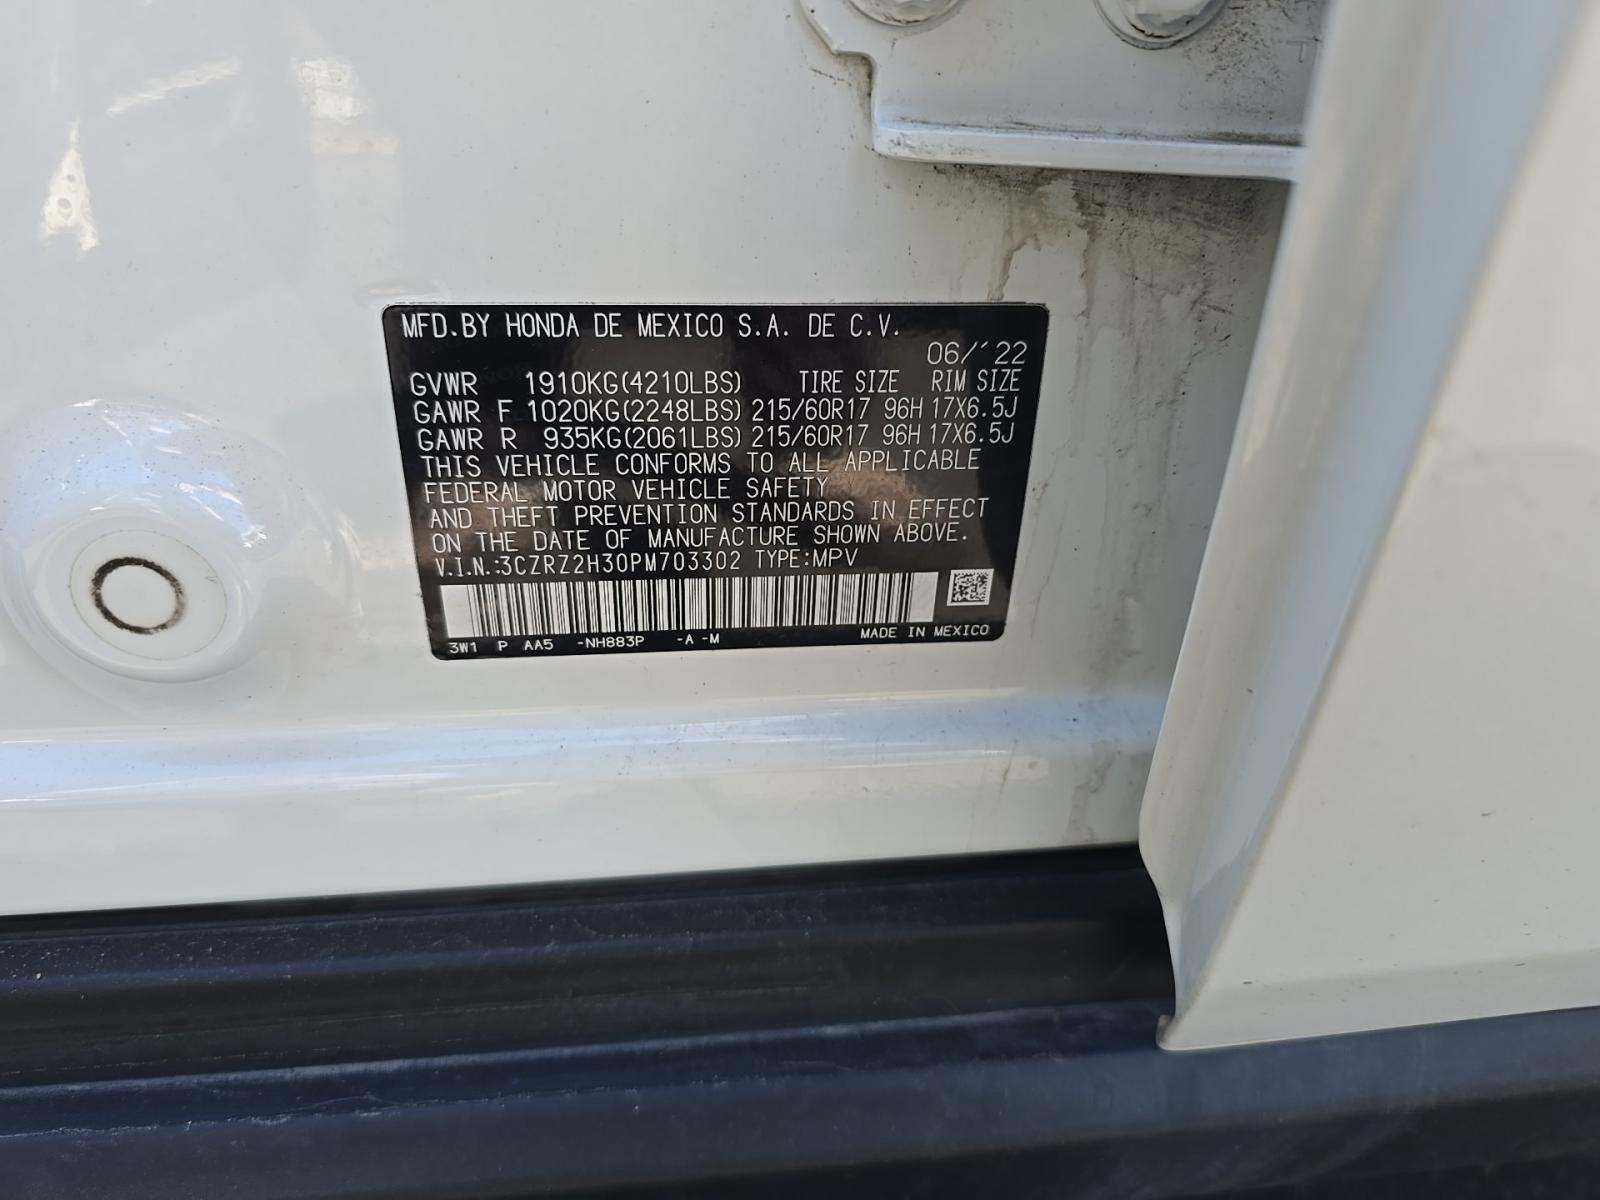 MFD.BY HONDA DE MEXICO S.A. DE C.V.
06/´22
GVWR 1910KG(4210LBS) TIRE SIZE RIM SIZE
GAWR F 1020KG(2248LBS) 215/60R17 96H 17X6.5J
GAWR R 935KG(2061LBS) 215/60R17 96H 17X6.5J
THIS VEHICLE CONFORMS TO ALL APPLICABLE
FEDERAL MOTOR VEHICLE SAFETY
AND THEFT PREVENTION STANDARDS IN EFFECT
ON THE DATE OF MANUFACTURE SHOWN ABOVE.
V.I.N.:3CZRZ2H30PM703302 TYPE:MPV
3W1 P AA5 -NH883P -A -M MADE IN MEXICO